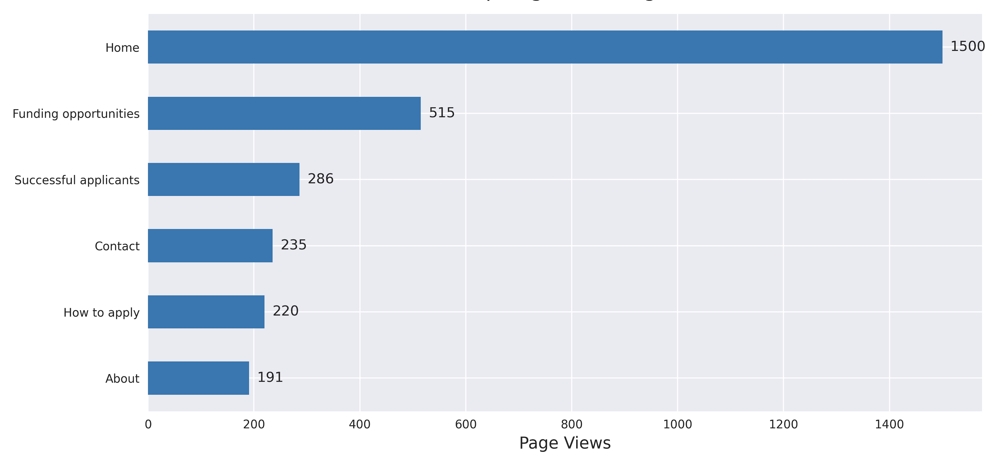 Home
1500
Funding opportunities
515
Successful applicants
286
Contact
235
How to apply
220
About
191
0 200 400 600 800 1000 1200 1400
Page Views